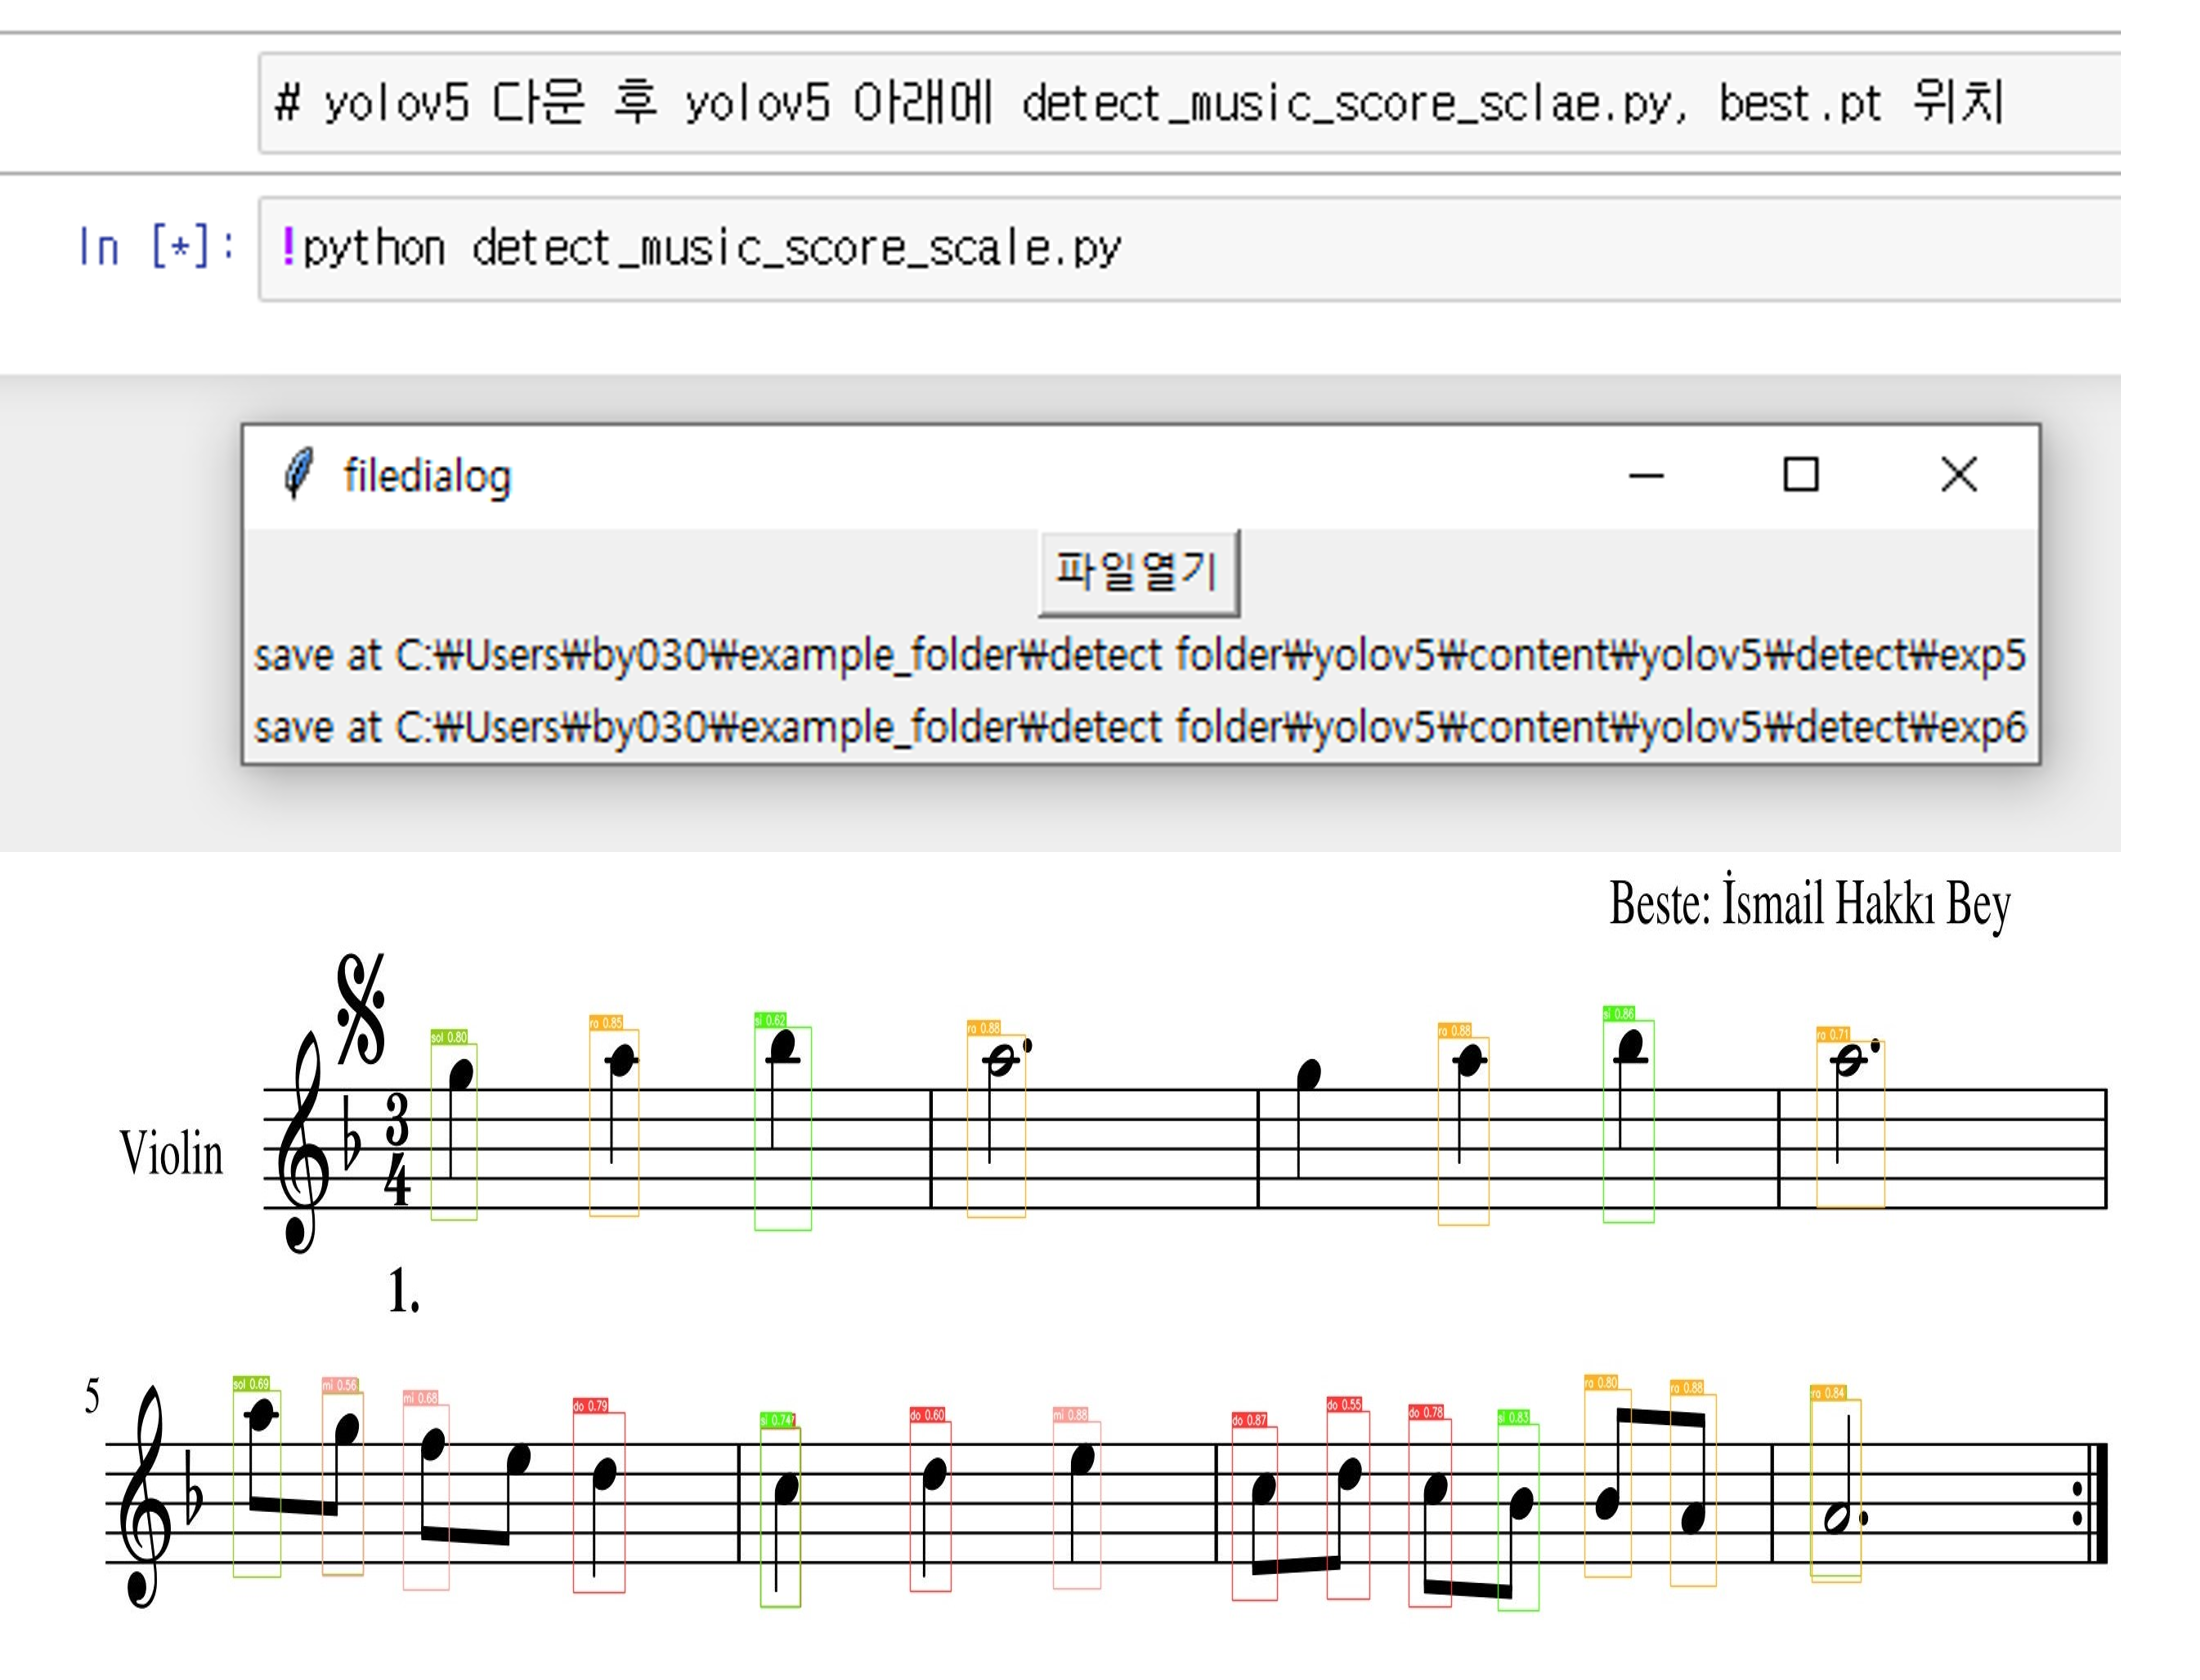 # yolov5 다운 후 yolov5 아래에 detect_music_score_sclae.py, best.pt 위치
In [*]: !python detect_music_score_scale.py
filedialog
파일열기
save at C:₩Users₩by030₩example_folder₩detect folder₩yolov5₩content₩yolov5₩detect₩exp5
save at C:₩Users₩by030₩example_folder₩detect folder₩yolov5₩content₩yolov5₩detect₩exp6
Beste: İsmail Hakkı Bey
sol 0.80 ra 0.85 si 0.62 ra 0.88 ra 0.88 si 0.86 ra 0.71
Violin
3
4
1.
5
sol 0.69 mi 0.56 mi 0.68 do 0.79 si 0.74 do 0.60 mi 0.88 do 0.87 do 0.55 do 0.78 si 0.83 ra 0.80 ra 0.88 ra 0.84